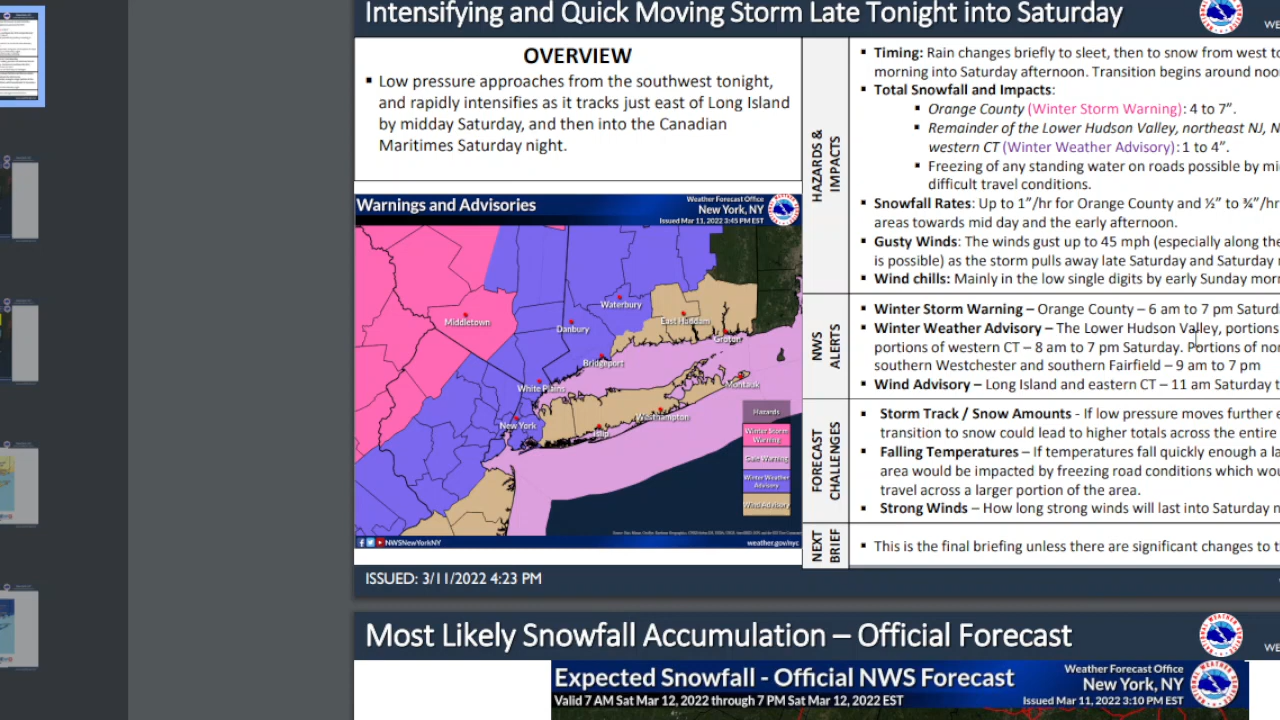 Intensifying and Quick Moving Storm Late Tonight into Saturday
OVERVIEW
▪ Low pressure approaches from the southwest tonight,
and rapidly intensifies as it tracks just east of Long Island
by midday Saturday, and then into the Canadian
Maritimes Saturday night.
Warnings and Advisories
Weather Forecast Office
New York, NY
Issued Mar 11, 2022 3:45 PM EST
Middletown
Waterbury
Danbury
East Haddam
Groton
Bridgeport
White Plains
Montauk
New York
Westhampton
Islip
Hazards
Winter Storm
Warning
Gale Warning
Winter Weather
Advisory
Wind Advisory
NWSNewYorkNY
weather.gov/nyc
ISSUED: 3/11/2022 4:23 PM
HAZARDS &
IMPACTS
▪ Timing: Rain changes briefly to sleet, then to snow from west to
morning into Saturday afternoon. Transition begins around noo
▪ Total Snowfall and Impacts:
▪ Orange County (Winter Storm Warning): 4 to 7”.
▪ Remainder of the Lower Hudson Valley, northeast NJ, N
western CT (Winter Weather Advisory): 1 to 4”.
▪ Freezing of any standing water on roads possible by mi
difficult travel conditions.
▪ Snowfall Rates: Up to 1”/hr for Orange County and ½” to ¾”/hr
areas towards mid day and the early afternoon.
▪ Gusty Winds: The winds gust up to 45 mph (especially along the
is possible) as the storm pulls away late Saturday and Saturday
▪ Wind chills: Mainly in the low single digits by early Sunday mor
NWS
ALERTS
▪ Winter Storm Warning – Orange County – 6 am to 7 pm Saturd
▪ Winter Weather Advisory – The Lower Hudson Valley, portions
portions of western CT – 8 am to 7 pm Saturday. Portions of nor
southern Westchester and southern Fairfield – 9 am to 7 pm
▪ Wind Advisory – Long Island and eastern CT – 11 am Saturday t
FORECAST
CHALLENGES
▪ Storm Track / Snow Amounts - If low pressure moves further e
transition to snow could lead to higher totals across the entire
▪ Falling Temperatures – If temperatures fall quickly enough a la
area would be impacted by freezing road conditions which wo
travel across a larger portion of the area.
▪ Strong Winds – How long strong winds will last into Saturday n
NEXT
BRIEF
▪ This is the final briefing unless there are significant changes to t
Most Likely Snowfall Accumulation – Official Forecast
Expected Snowfall - Official NWS Forecast
Valid 7 AM Sat Mar 12, 2022 through 7 PM Sat Mar 12, 2022 EST
Weather Forecast Office
New York, NY
Issued Mar 11, 2022 3:10 PM EST